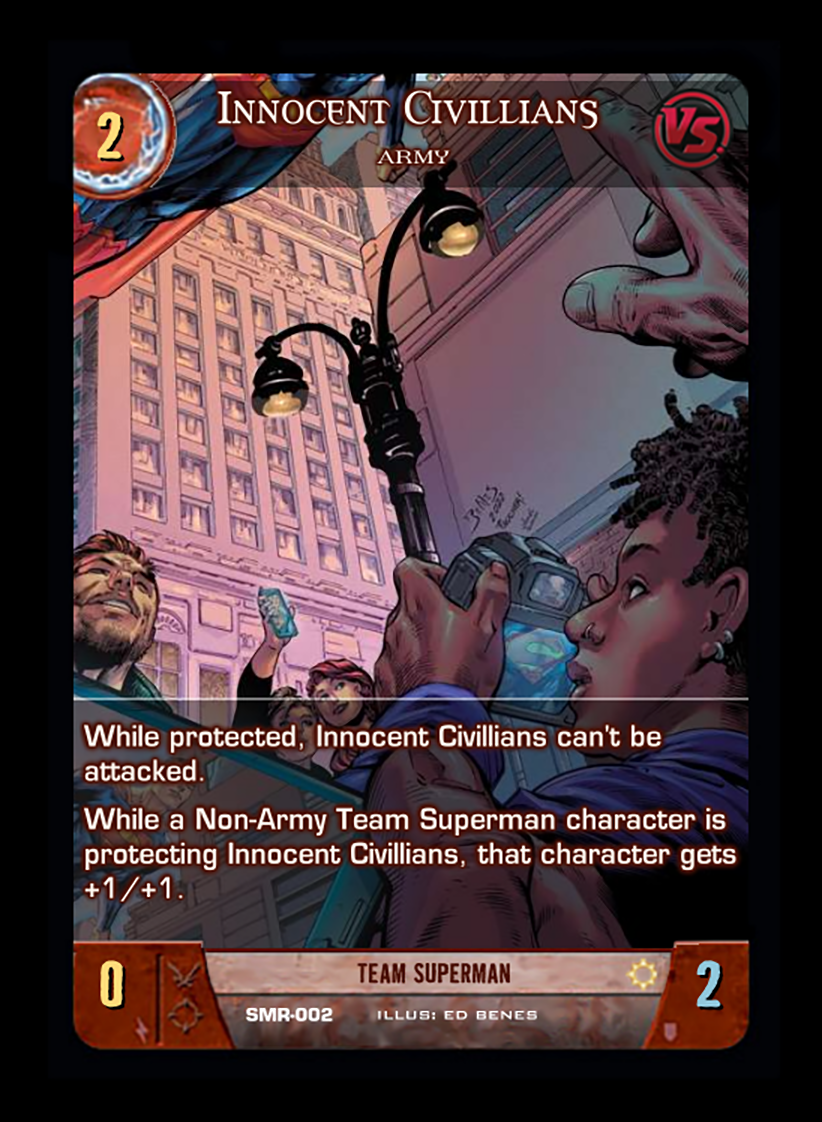 2
Innocent Civillians
VS.
ARMY
While protected, Innocent Civillians can't be
attacked.
While a Non-Army Team Superman character is
protecting Innocent Civillians, that character gets
+1/+1.
0
TEAM SUPERMAN
2
SMR-002 ILLUS: ED BENES